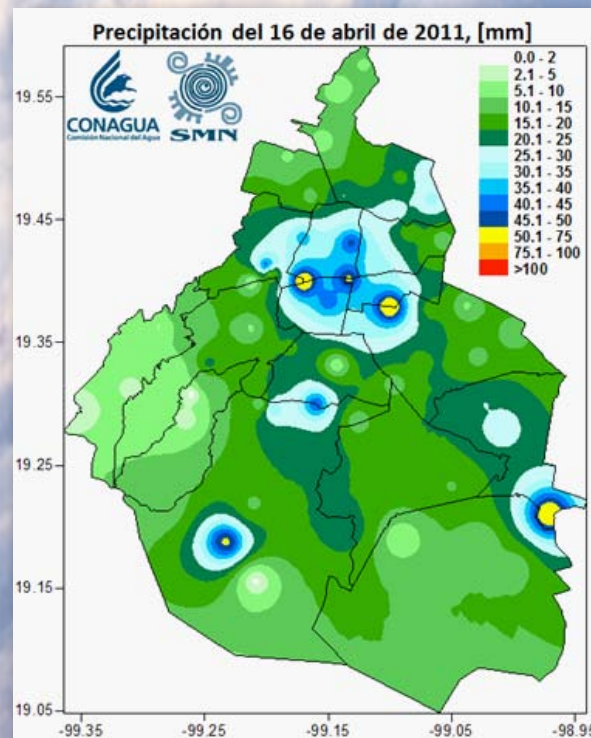 Precipitación del 16 de abril de 2011, [mm]
CONAGUA
Comisión Nacional del Agua
SMN
0.0 - 2
2.1 - 5
5.1 - 10
10.1 - 15
15.1 - 20
20.1 - 25
25.1 - 30
30.1 - 35
35.1 - 40
40.1 - 45
45.1 - 50
50.1 - 75
75.1 - 100
>100
19.55
19.45
19.35
19.25
19.15
19.05
-99.35
-99.25
-99.15
-99.05
-98.95